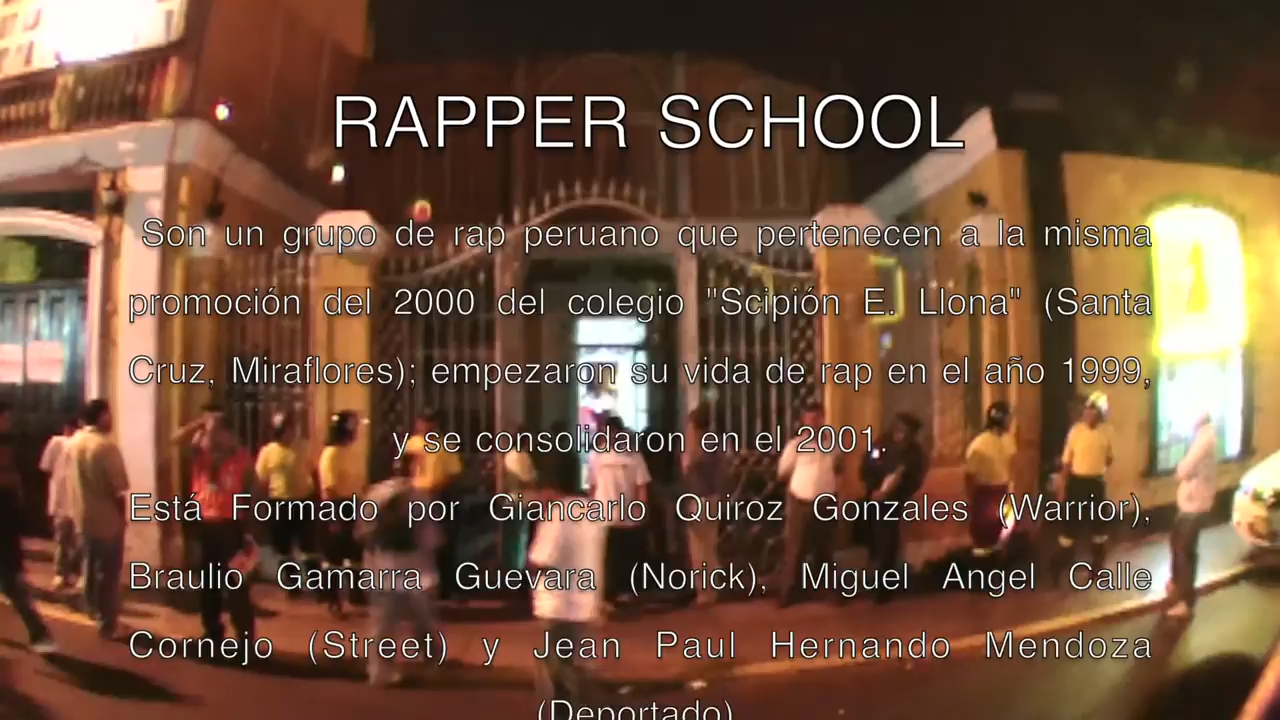 RAPPER SCHOOL
Son un grupo de rap peruano que pertenecen a la misma
promoción del 2000 del colegio "Scipión E. Llona" (Santa
Cruz, Miraflores); empezaron su vida de rap en el año 1999,
y se consolidaron en el 2001.
Está Formado por Giancarlo Quiroz Gonzales (Warrior),
Braulio Gamarra Guevara (Norick), Miguel Angel Calle
Cornejo (Street) y Jean Paul Hernando Mendoza
(Deportado)